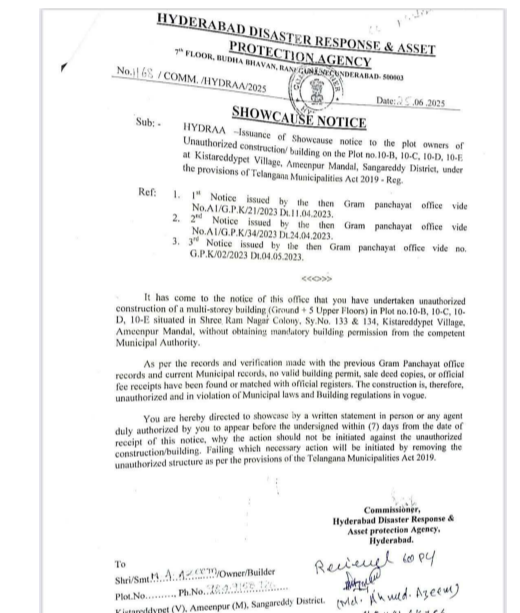 HYDERABAD DISASTER RESPONSE & ASSET
PROTECTION AGENCY
7th FLOOR, BUDHA BHAVAN, SECUNDERABAD- 500003
No. 1168 / COMM. /HYDRAA/2025
Date: 25.06.2025
SHOWCAUSE NOTICE
Sub: - HYDRAA –Issuance of Showcause notice to the plot owners of
Unauthorized construction/ building on the Plot no.10-B, 10-C, 10-D, 10-E
at Kistareddypet Village, Ameenpur Mandal, Sangareddy District, under
the provisions of Telangana Municipalities Act 2019 - Reg.
Ref: 1. 1st Notice issued by the then Gram panchayat office vide
No.A1/G.P.K/21/2023 Dt.11.04.2023.
2. 2nd Notice issued by the then Gram panchayat office vide
No.A1/G.P.K/34/2023 Dt.24.04.2023.
3. 3rd Notice issued by the then Gram panchayat office vide no.
G.P.K/02/2023 Dt.04.05.2023.
<<<>>>
It has come to the notice of this office that you have undertaken unauthorized
construction of a multi-storey building (Ground + 5 Upper Floors) in Plot no.10-B, 10-C, 10-
D, 10-E situated in Shree Ram Nagar Colony, Sy.No. 133 & 134, Kistareddypet Village,
Ameenpur Mandal, without obtaining mandatory building permission from the competent
Municipal Authority.
As per the records and verification made with the previous Gram Panchayat office
records and current Municipal records, no valid building permit, sale deed copies, or official
fee receipts have been found or matched with official registers. The construction is, therefore,
unauthorized and in violation of Municipal laws and Building regulations in vogue.
You are hereby directed to showcase by a written statement in person or any agent
duly authorized by you to appear before the undersigned within (7) days from the date of
receipt of this notice, why the action should not be initiated against the unauthorized
construction/building. Failing which necessary action will be initiated by removing the
unauthorized structure as per the provisions of the Telangana Municipalities Act 2019.
Commissioner,
Hyderabad Disaster Response &
Asset protection Agency,
Hyderabad.
Recieved copy
To
Shri/Smt M.A. Azeem/Owner/Builder
Plot.No.......... Ph.No.
(Md. Ahmed. Azeem)
Kistareddypet (V), Ameenpur (M), Sangareddy District.